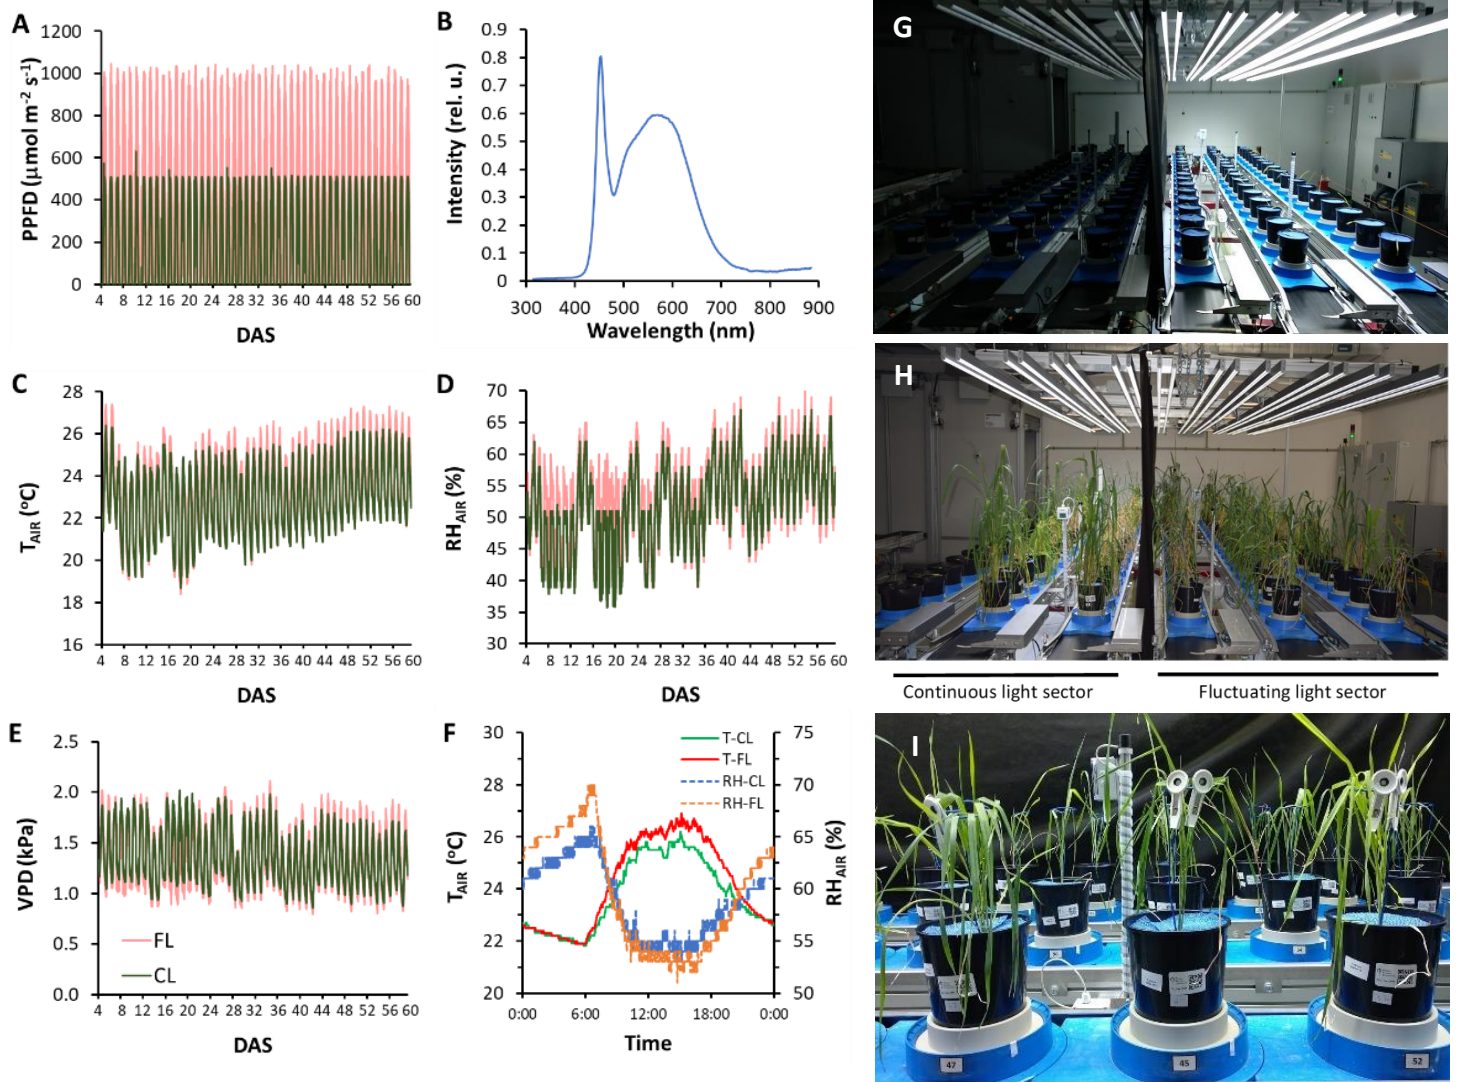 A
PPFD (µmol m⁻² s⁻¹)
1200
1000
800
600
400
200
0
4 8 12 16 20 24 28 32 36 40 44 48 52 56 60
DAS
B
Intensity (rel. u.)
0.9
0.8
0.7
0.6
0.5
0.4
0.3
0.2
0.1
0
300 400 500 600 700 800 900
Wavelength (nm)
C
T_AIR (°C)
28
26
24
22
20
18
16
4 8 12 16 20 24 28 32 36 40 44 48 52 56 60
DAS
D
RH_AIR (%)
70
65
60
55
50
45
40
35
30
4 8 12 16 20 24 28 32 36 40 44 48 52 56 60
DAS
E
VPD (kPa)
2.5
2.0
1.5
1.0
0.5
0.0
FL
CL
4 8 12 16 20 24 28 32 36 40 44 48 52 56 60
DAS
F
T_AIR (°C)
30
28
26
24
22
20
T-CL
T-FL
RH-CL
RH-FL
75
70
65
60
55
50
RH_AIR (%)
0:00 6:00 12:00 18:00 0:00
Time
G
H
Continuous light sector
Fluctuating light sector
I
47
45
52